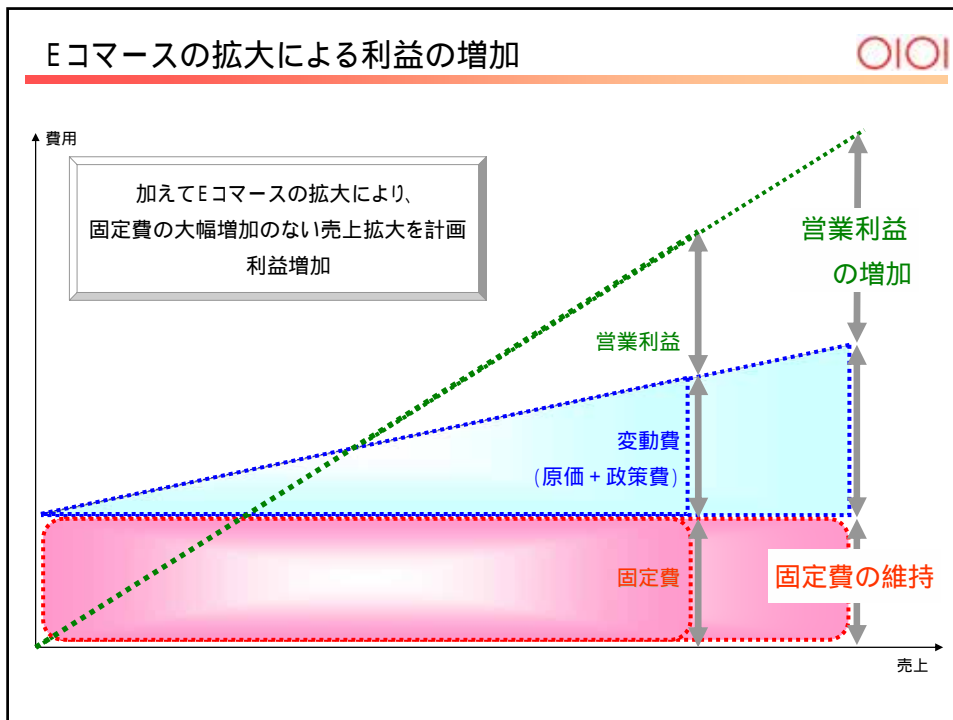 Eコマースの拡大による利益の増加
OIOI
費用
加えてEコマースの拡大により、
固定費の大幅増加のない売上拡大を計画
利益増加
営業利益
の増加
営業利益
変動費
(原価+政策費)
固定費
固定費の維持
売上